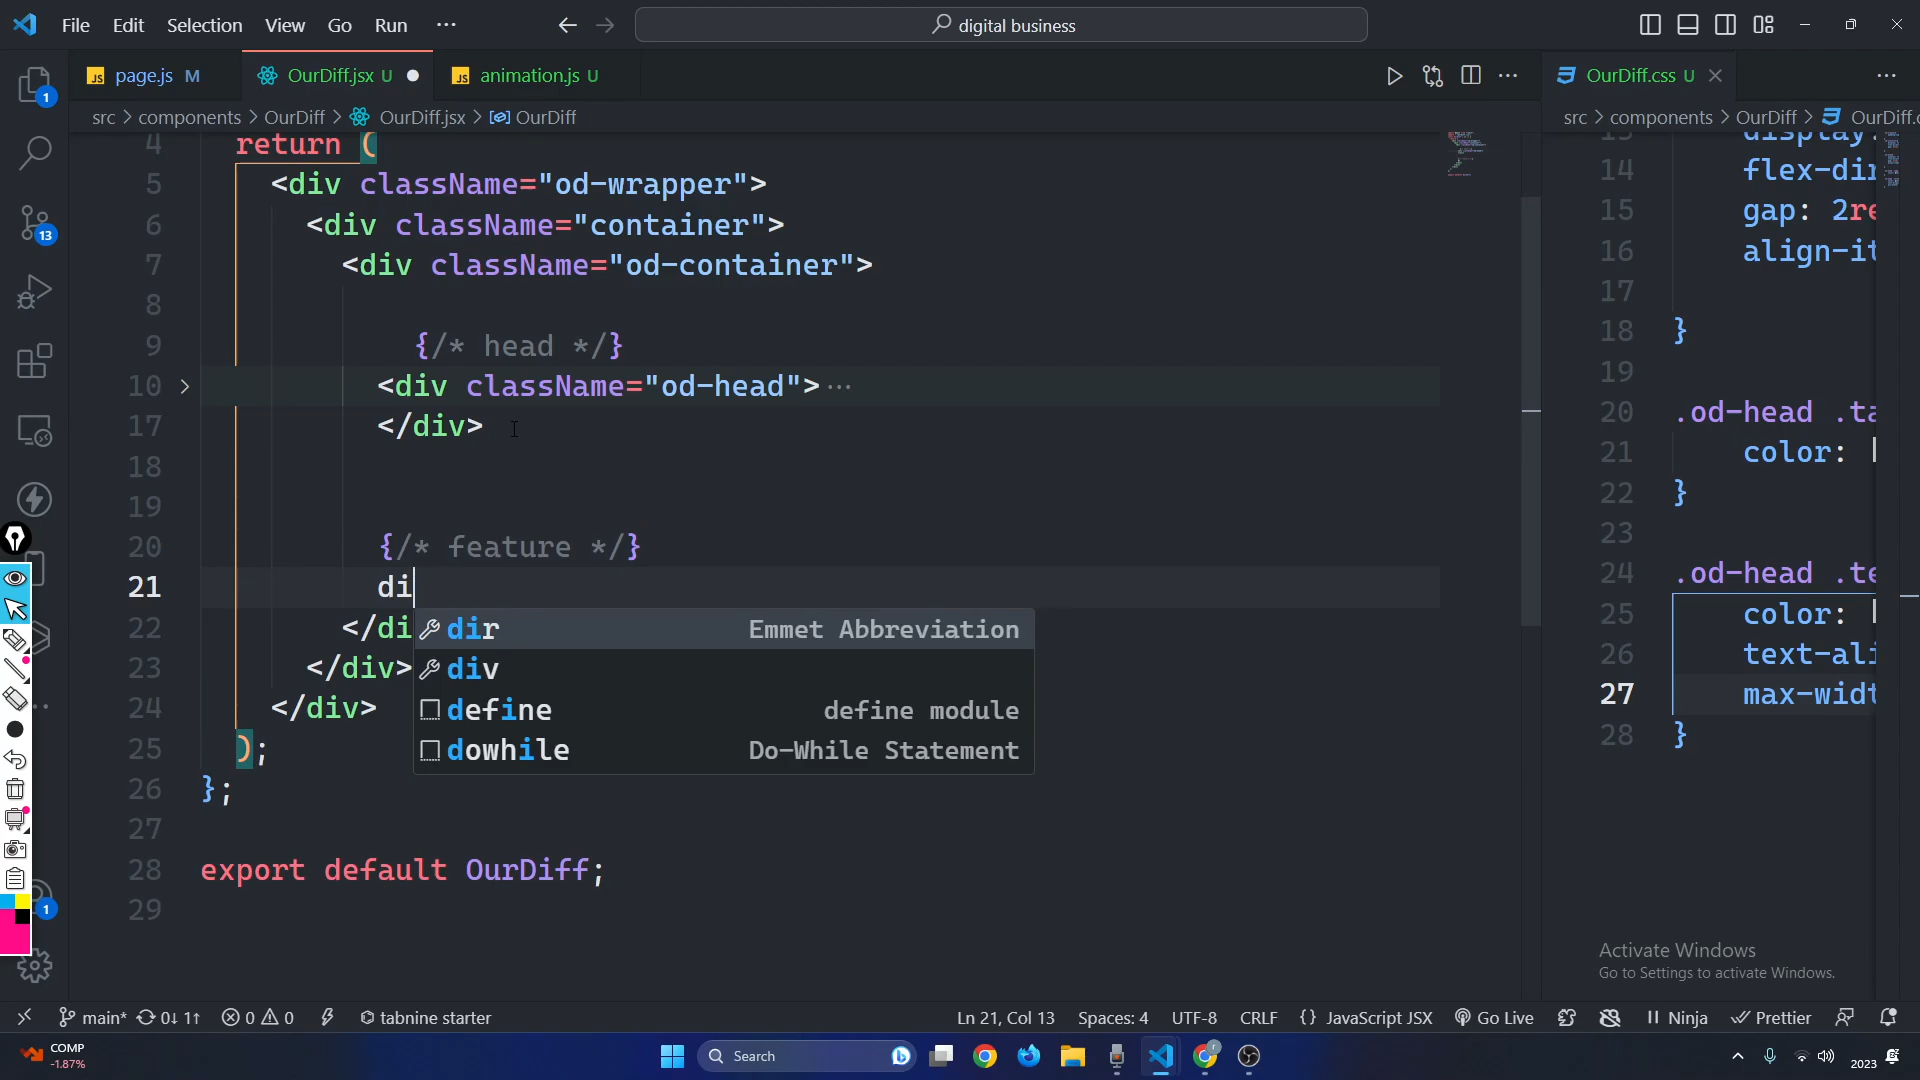 File Edit Selection View Go Run ··· digital business
page.js M OurDiff.jsx U animation.js U OurDiff.css U
src > components > OurDiff > OurDiff.jsx > OurDiff
src > components > OurDiff >
4 return (
5 <div className="od-wrapper">
6 <div className="container">
7 <div className="od-container">
8
9 {/* head */}
10 <div className="od-head">···
17 </div>
18
19
20 {/* feature */}
21 di
22 </di
23 </div>
24 </div>
25 );
26 };
27
28 export default OurDiff;
29
dir Emmet Abbreviation
div
define define module
dowhile Do-While Statement
14 flex-dir
15 gap: 2re
16 align-it
17
18 }
19
20 .od-head .ta
21 color:
22 }
23
24 .od-head .te
25 color:
26 text-ali
27 max-widt
28 }
1
13
1
Activate Windows
Go to Settings to activate Windows.
main* 0↓ 1↑ 0 0 tabnine starter Ln 21, Col 13 Spaces: 4 UTF-8 CRLF {} JavaScript JSX Go Live Ninja Prettier
COMP
-1.87%
Search
2023